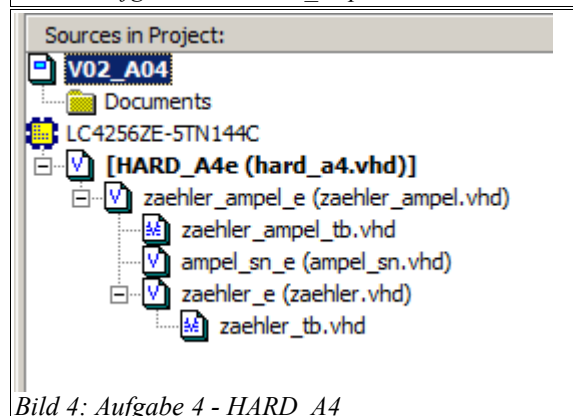 Sources in Project:
V02_A04
Documents
LC4256ZE-5TN144C
[HARD_A4e (hard_a4.vhd)]
zaehler_ampel_e (zaehler_ampel.vhd)
zaehler_ampel_tb.vhd
ampel_sn_e (ampel_sn.vhd)
zaehler_e (zaehler.vhd)
zaehler_tb.vhd
Bild 4: Aufgabe 4 - HARD_A4